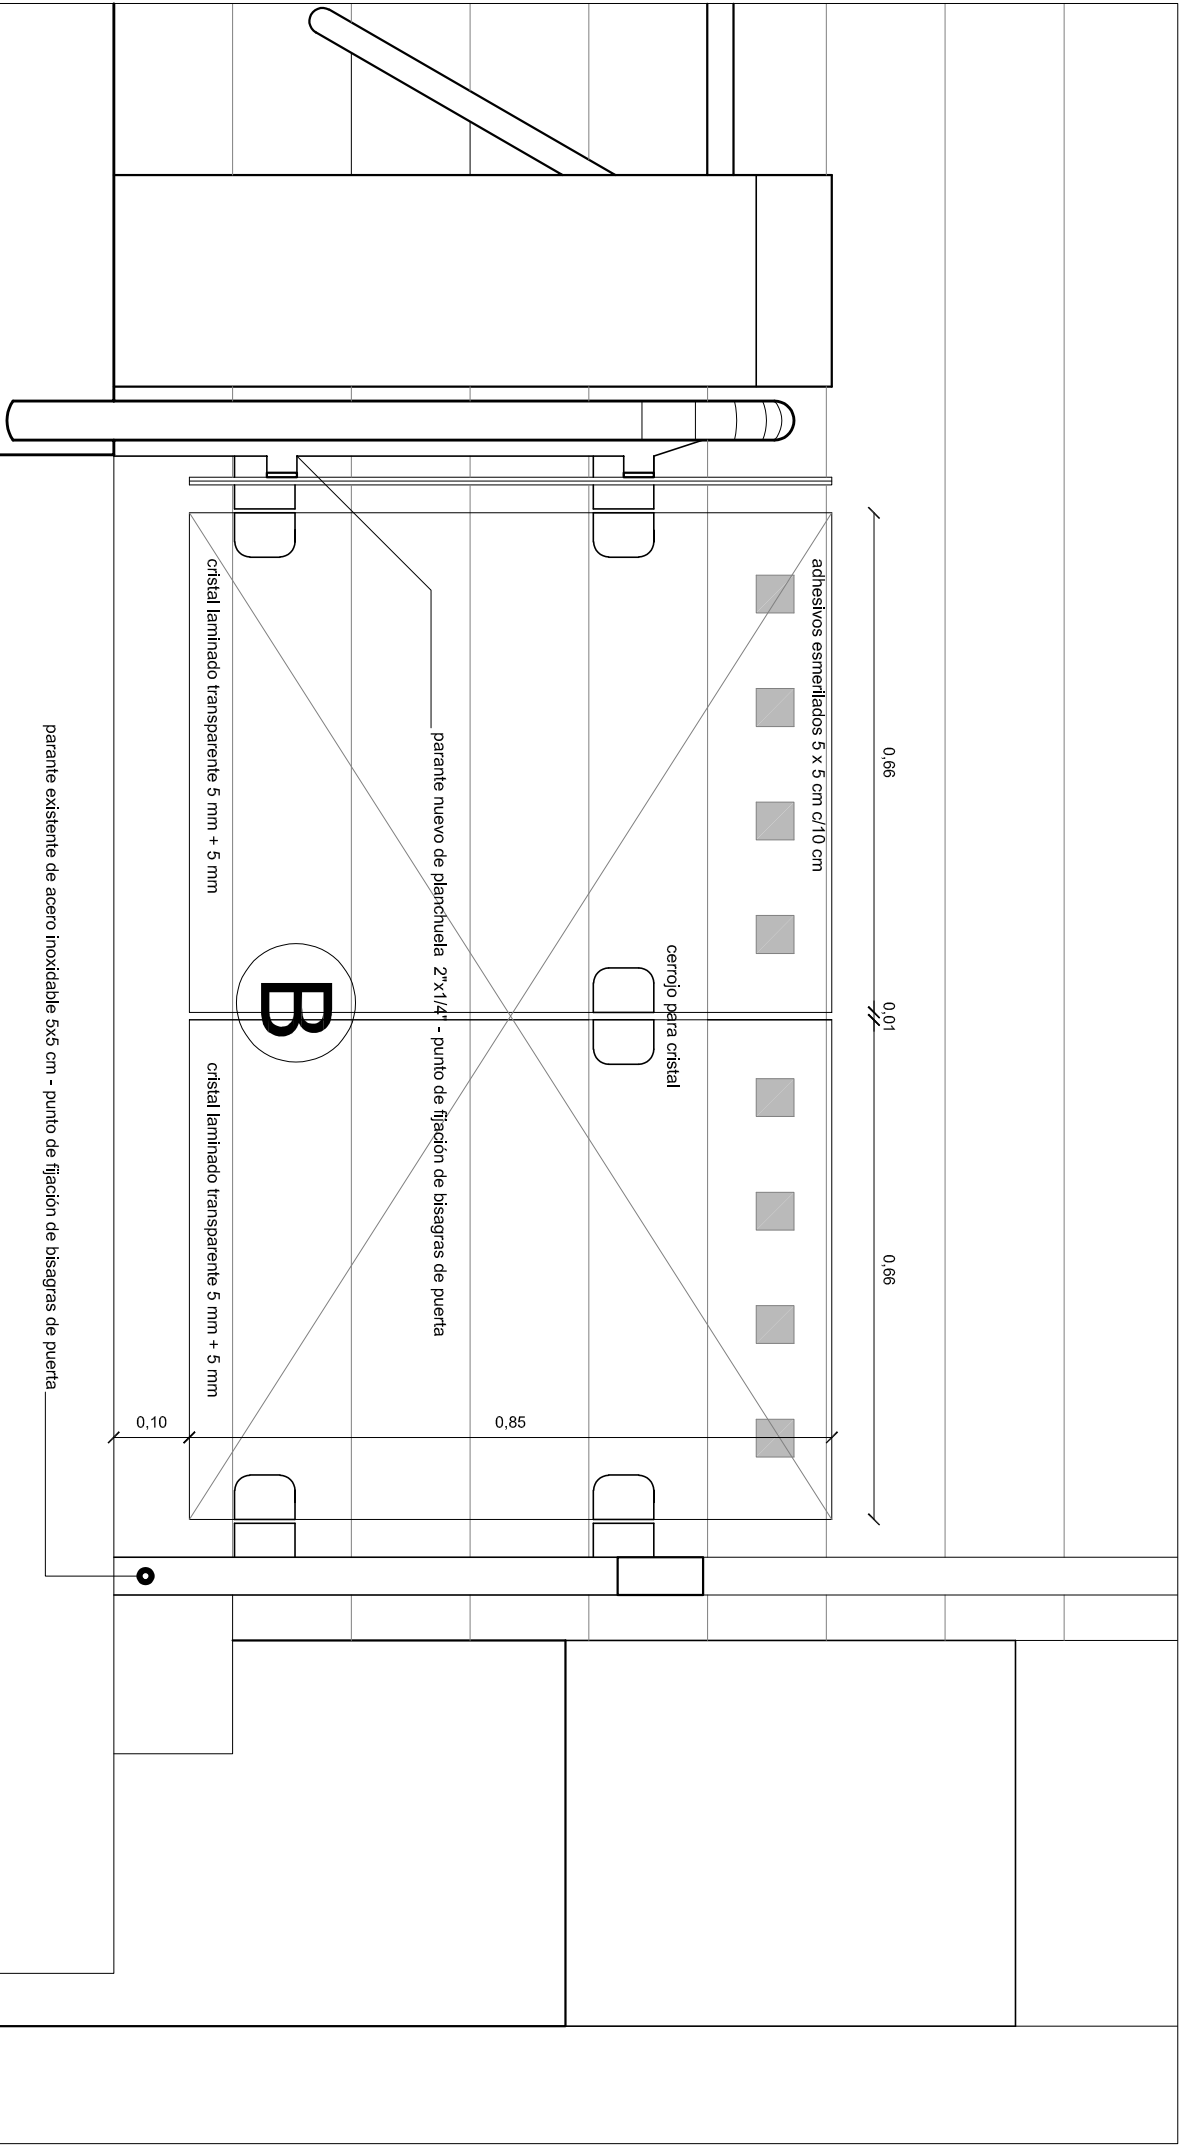 0,66
0,01
0,66
adhesivos esmerilados 5 x 5 cm c/10 cm
cerrojo para cristal
0,85
parante nuevo de planchuela 2"x1/4" - punto de fijación de bisagras de puerta
B
cristal laminado transparente 5 mm + 5 mm
cristal laminado transparente 5 mm + 5 mm
0,10
parante existente de acero inoxidable 5x5 cm - punto de fijación de bisagras de puerta